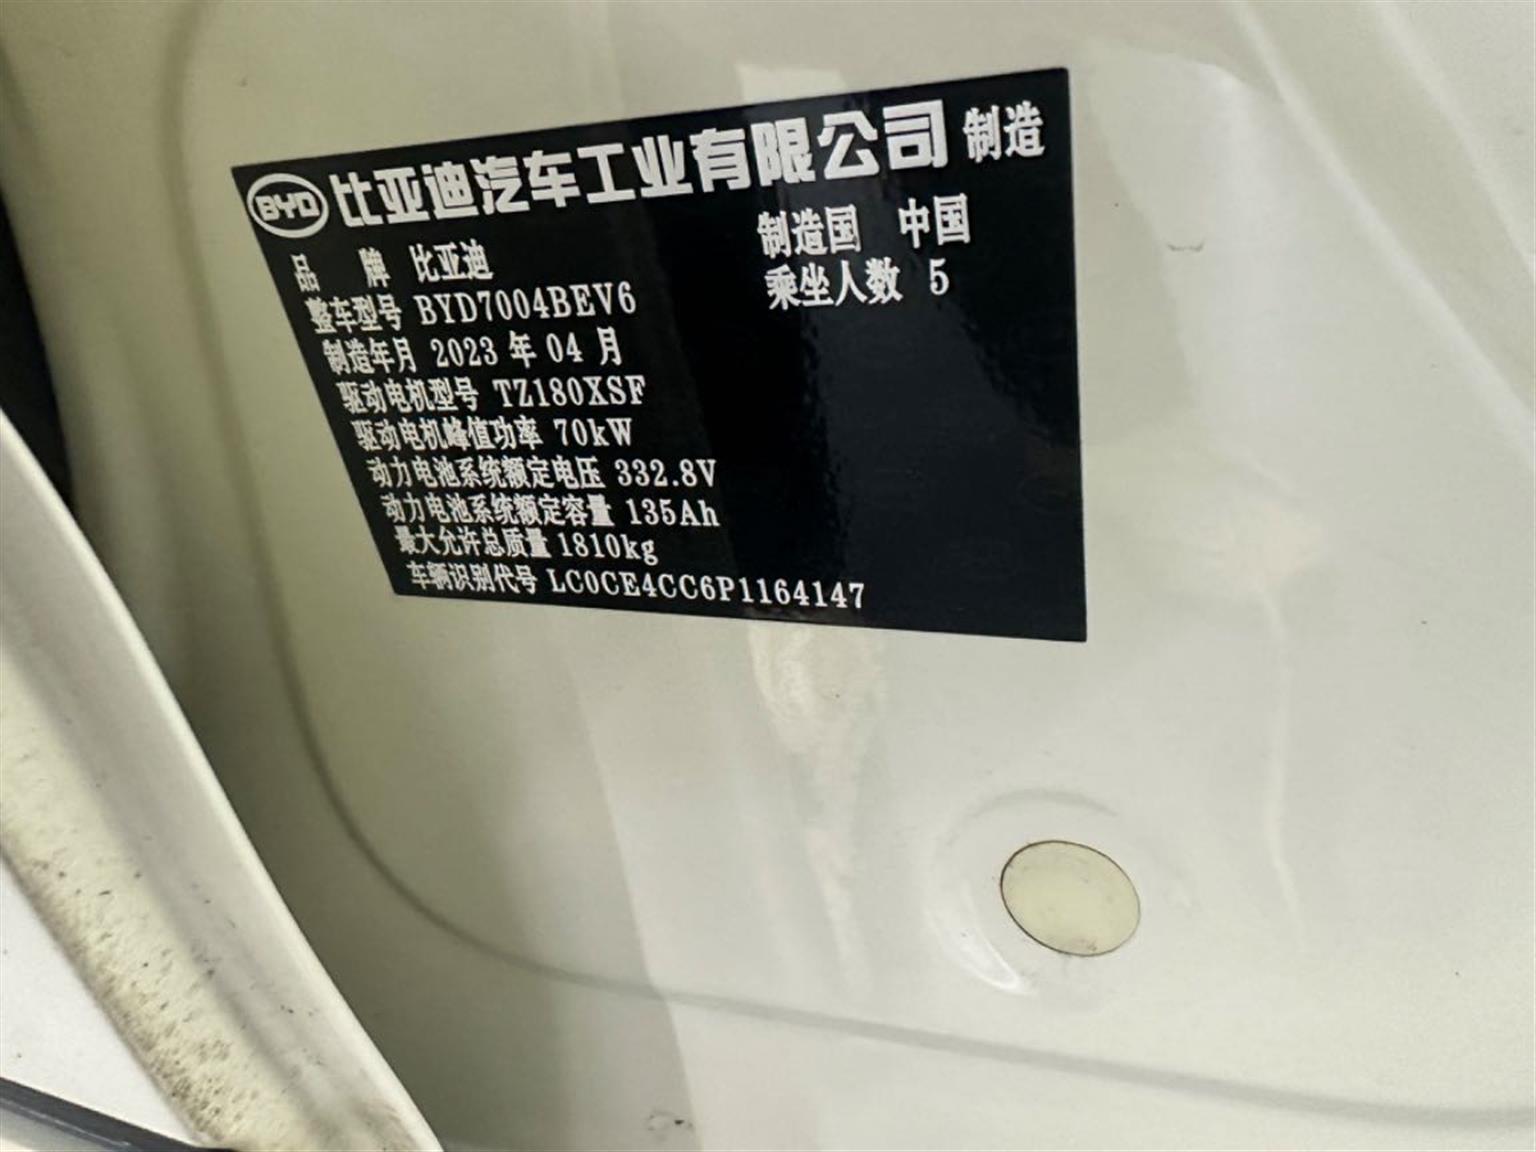 BYD 比亚迪汽车工业有限公司 制造
品 牌 比亚迪 制造国 中国
整车型号 BYD7004BEV6 乘坐人数 5
制造年月 2023 年 04 月
驱动电机型号 TZ180XSF
驱动电机峰值功率 70kW
动力电池系统额定电压 332.8V
动力电池系统额定容量 135Ah
最大允许总质量 1810kg
车辆识别代号 LC0CE4CC6P1164147